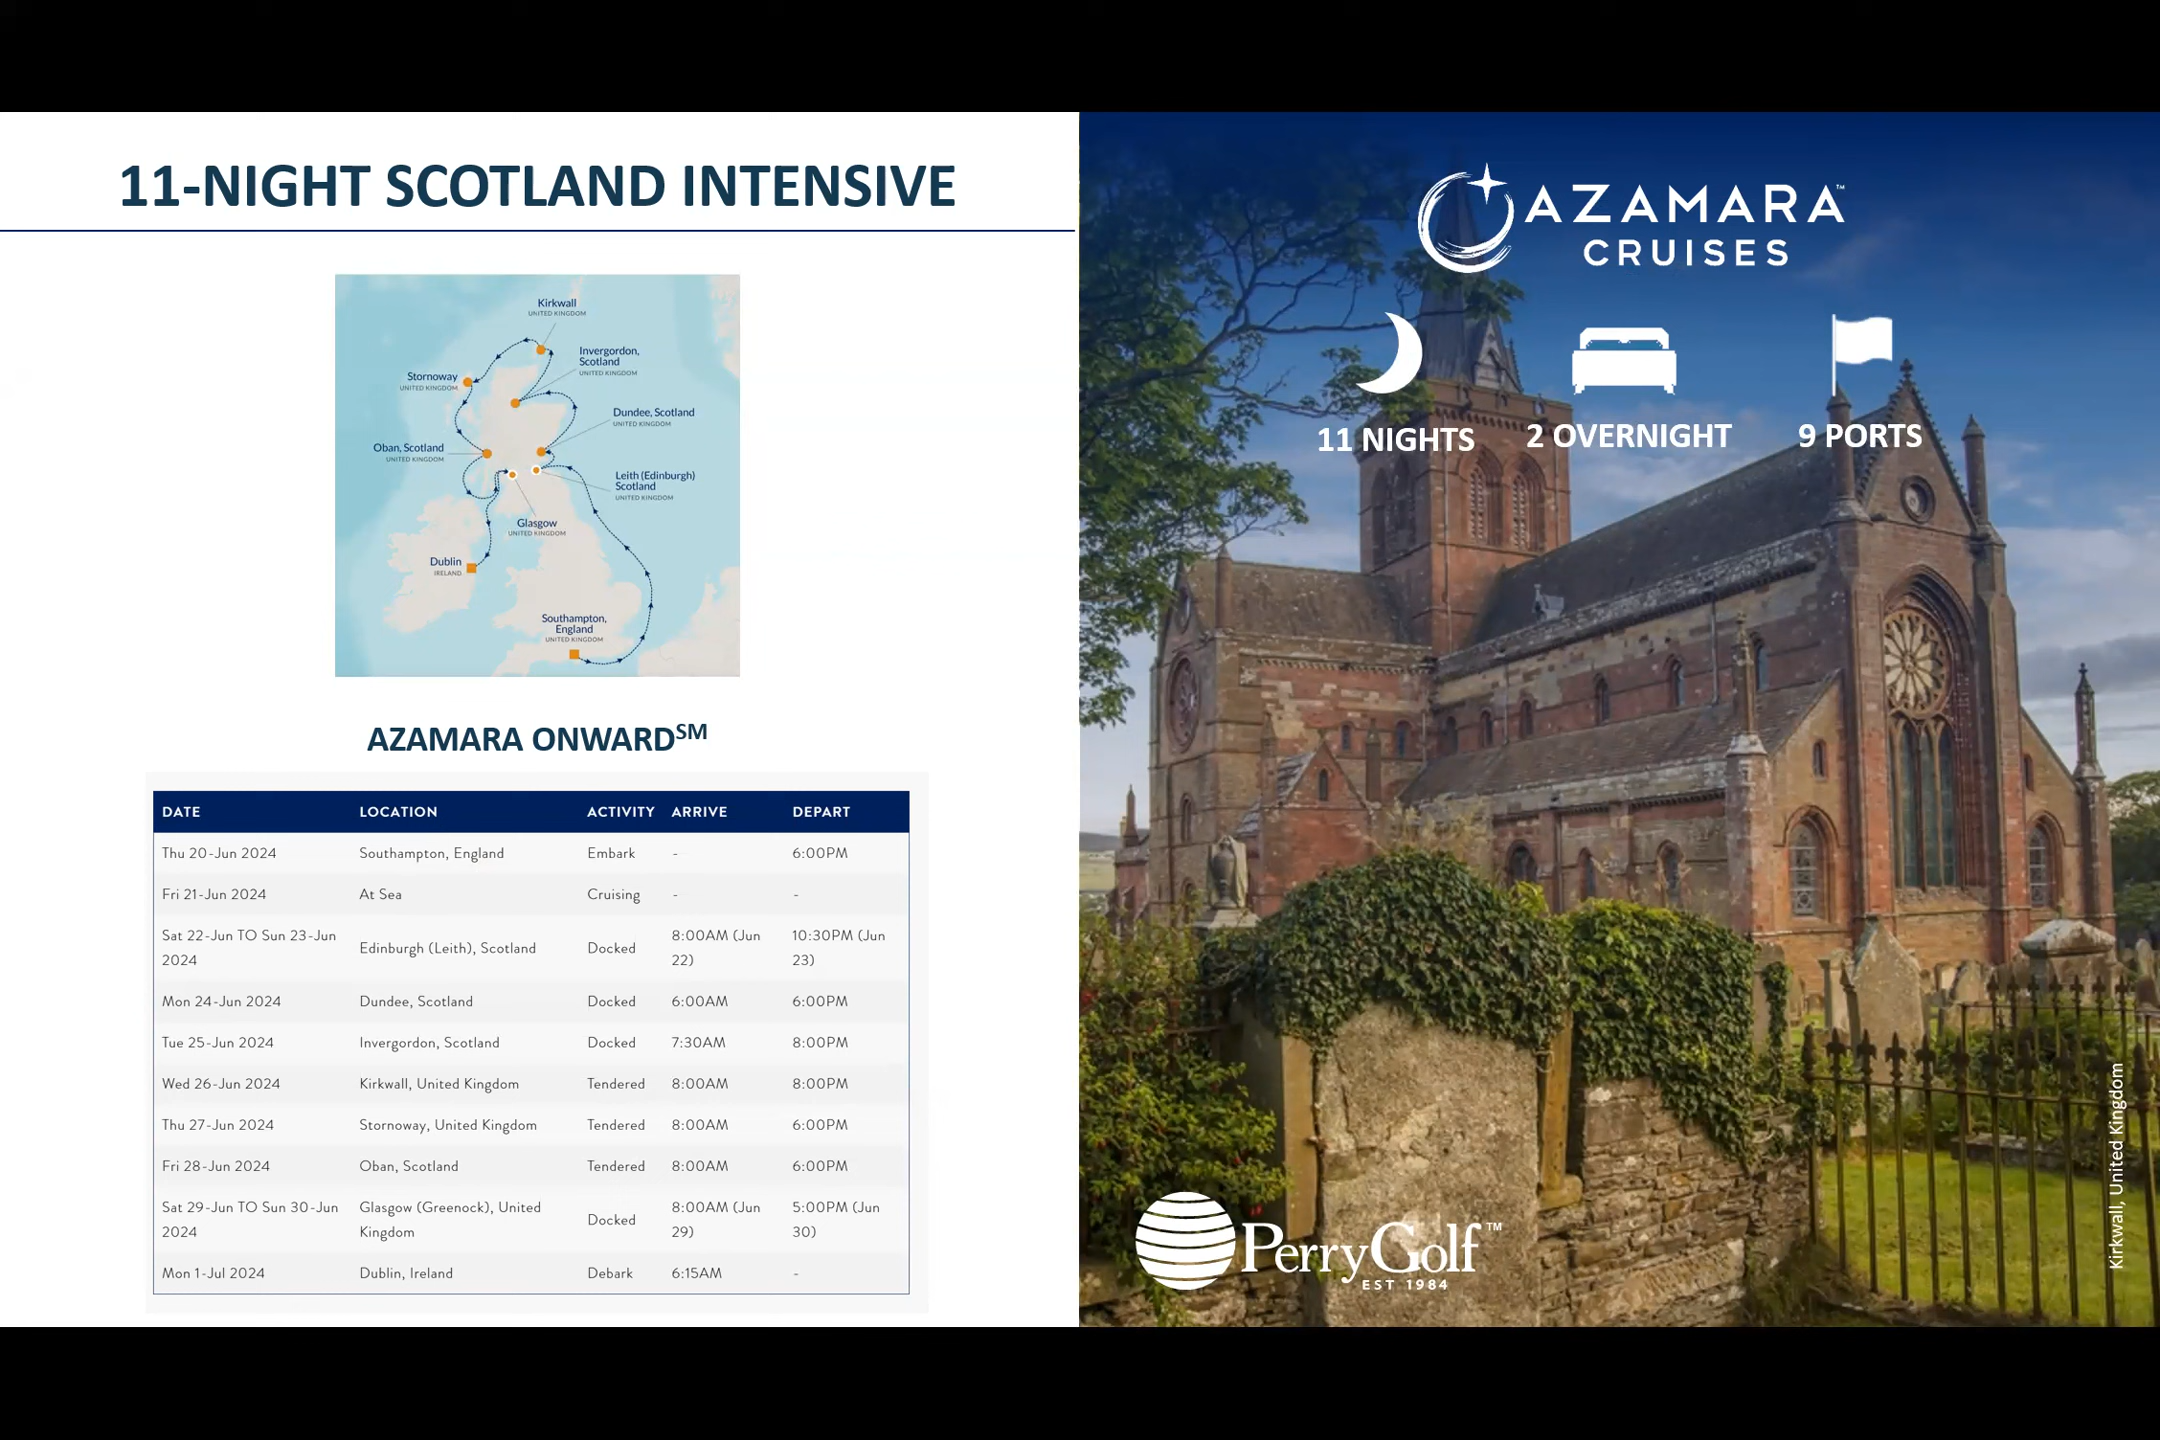 11-NIGHT SCOTLAND INTENSIVE
Kirkwall
UNITED KINGDOM
Invergordon,
Scotland
UNITED KINGDOM
Stornoway
UNITED KINGDOM
Dundee, Scotland
UNITED KINGDOM
Oban, Scotland
UNITED KINGDOM
Leith (Edinburgh)
Scotland
UNITED KINGDOM
Glasgow
UNITED KINGDOM
Dublin
IRELAND
Southampton,
England
UNITED KINGDOM
AZAMARA ONWARD℠
DATE LOCATION ACTIVITY ARRIVE DEPART
Thu 20-Jun 2024 Southampton, England Embark - 6:00PM
Fri 21-Jun 2024 At Sea Cruising - -
Sat 22-Jun TO Sun 23-Jun 2024 Edinburgh (Leith), Scotland Docked 8:00AM (Jun 22) 10:30PM (Jun 23)
Mon 24-Jun 2024 Dundee, Scotland Docked 6:00AM 6:00PM
Tue 25-Jun 2024 Invergordon, Scotland Docked 7:30AM 8:00PM
Wed 26-Jun 2024 Kirkwall, United Kingdom Tendered 8:00AM 8:00PM
Thu 27-Jun 2024 Stornoway, United Kingdom Tendered 8:00AM 6:00PM
Fri 28-Jun 2024 Oban, Scotland Tendered 8:00AM 6:00PM
Sat 29-Jun TO Sun 30-Jun 2024 Glasgow (Greenock), United Kingdom Docked 8:00AM (Jun 29) 5:00PM (Jun 30)
Mon 1-Jul 2024 Dublin, Ireland Debark 6:15AM -
AZAMARA™
CRUISES
11 NIGHTS 2 OVERNIGHT 9 PORTS
PerryGolf™
EST 1984
Kirkwall, United Kingdom